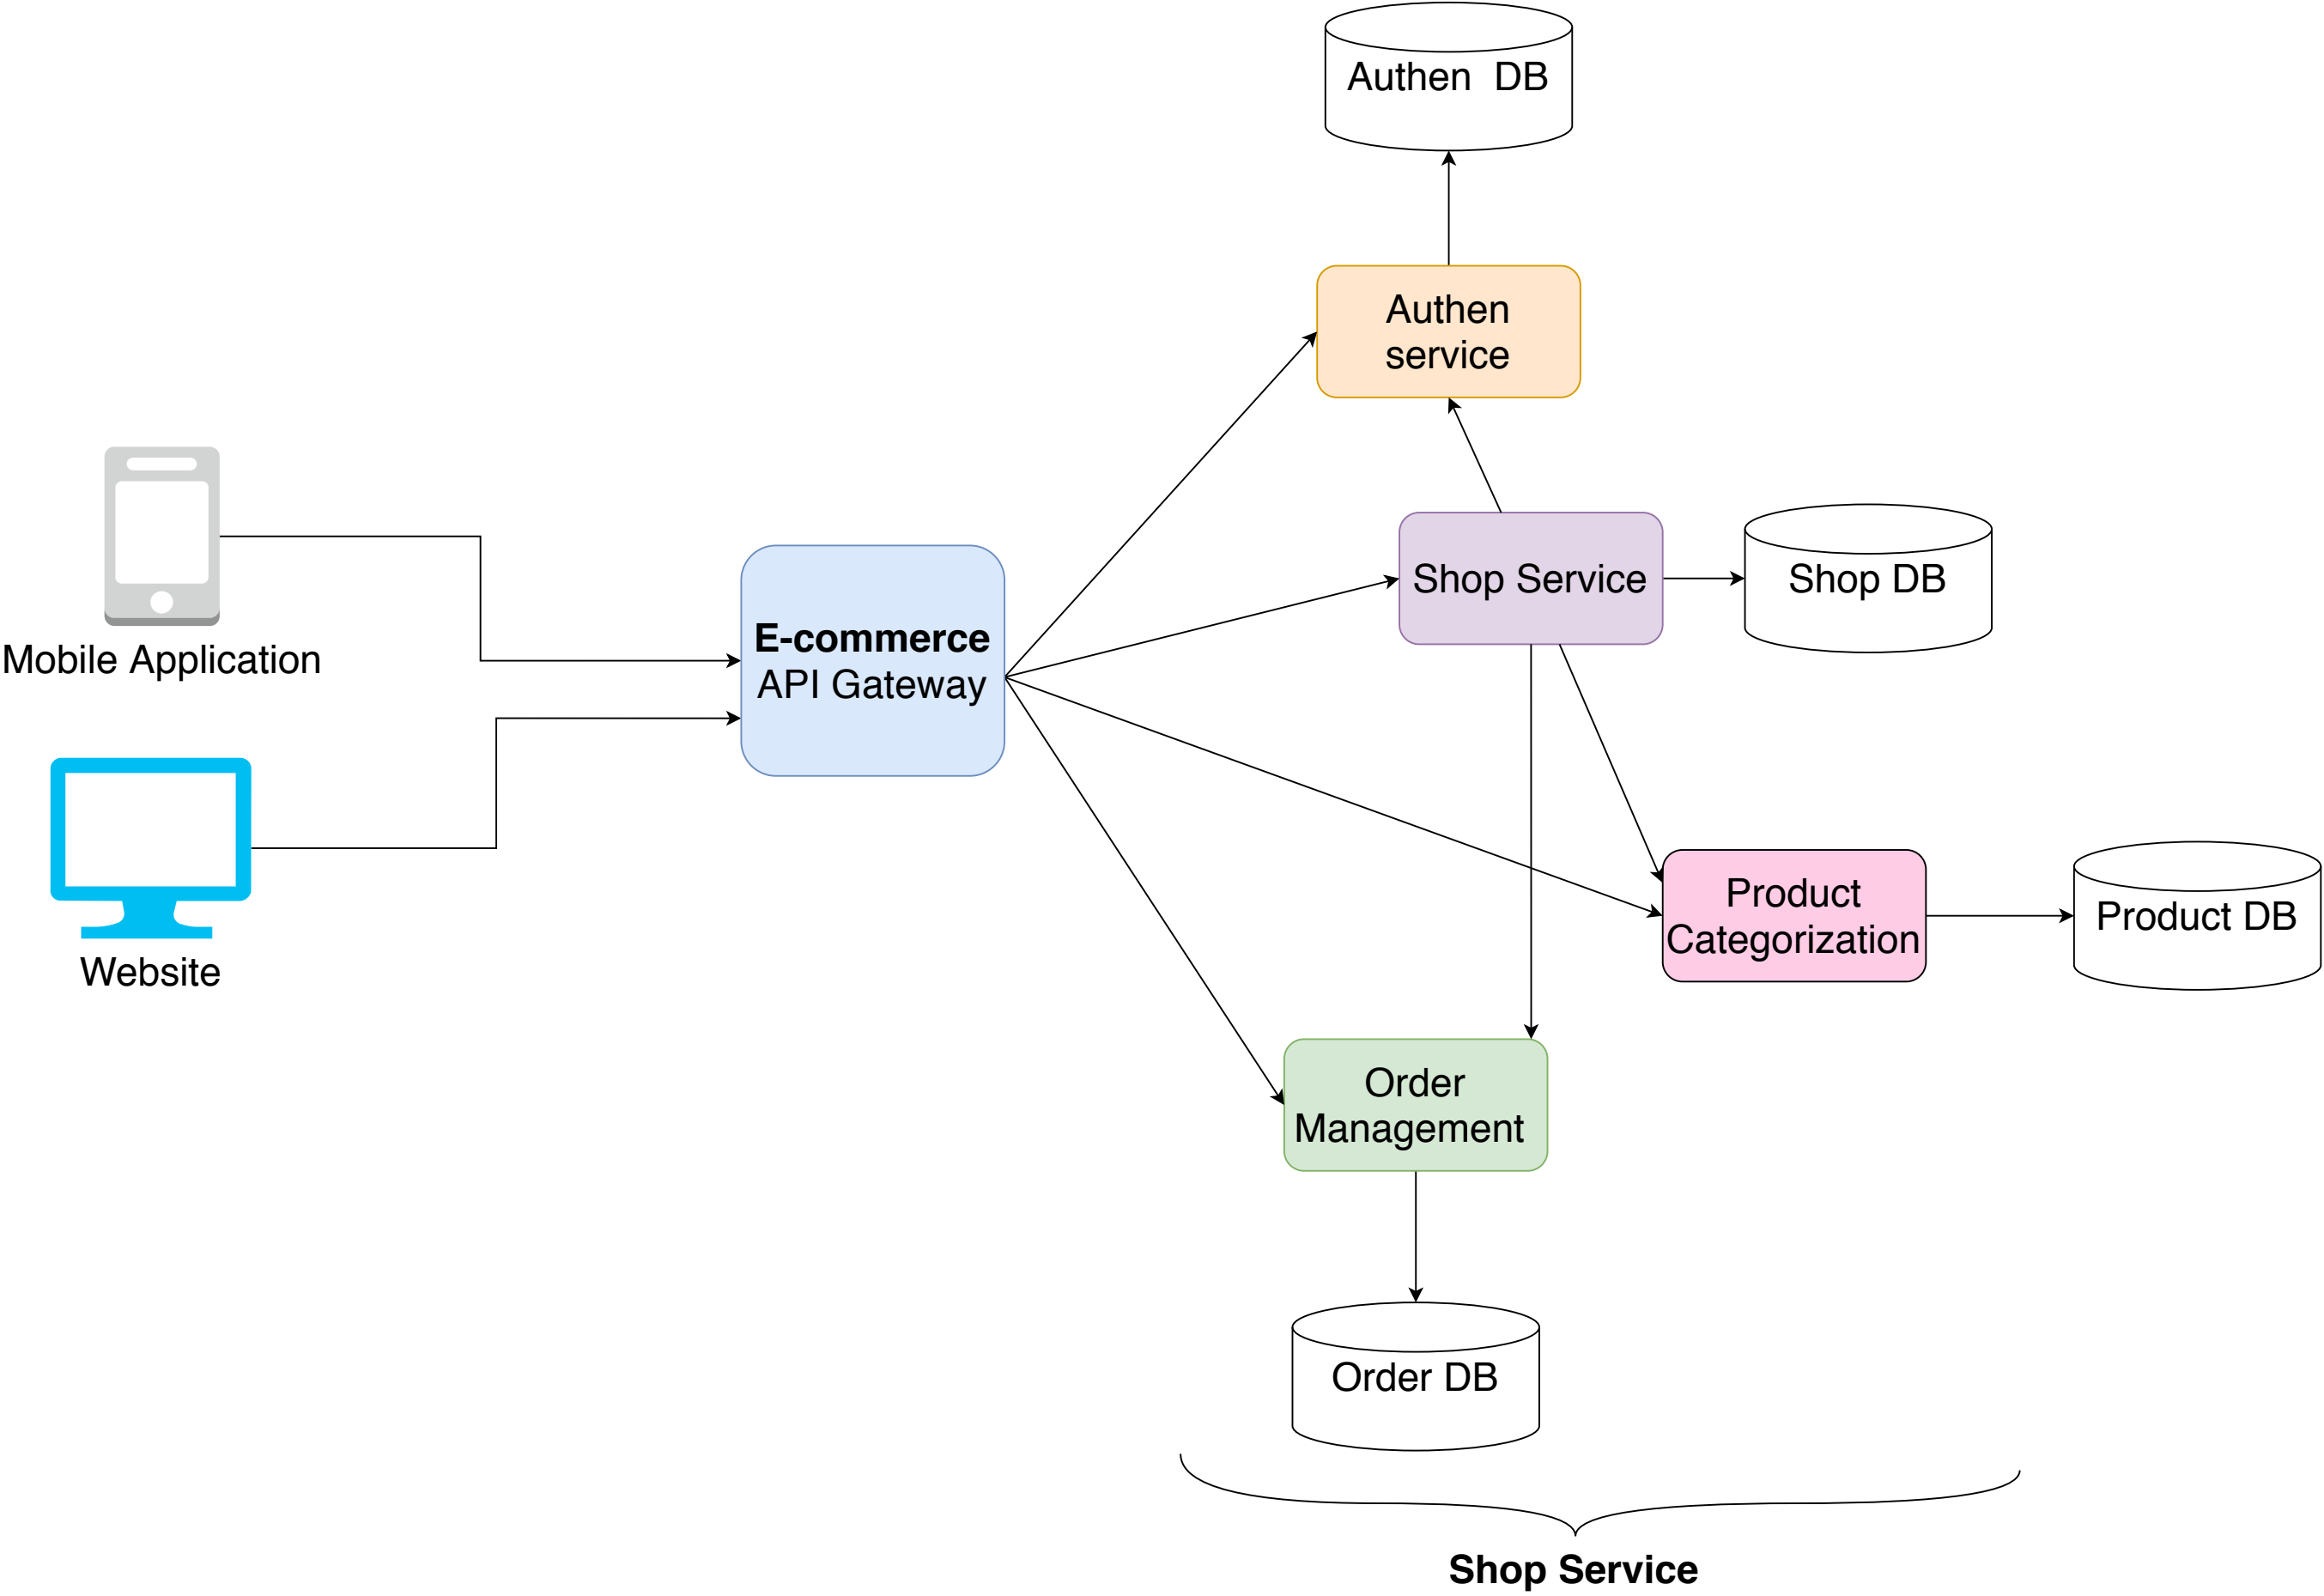 Authen  DB
Authen
service
Shop Service
Shop DB
Mobile Application
E-commerce
API Gateway
Product
Categorization
Product DB
Website
Order
Management
Order DB
Shop Service